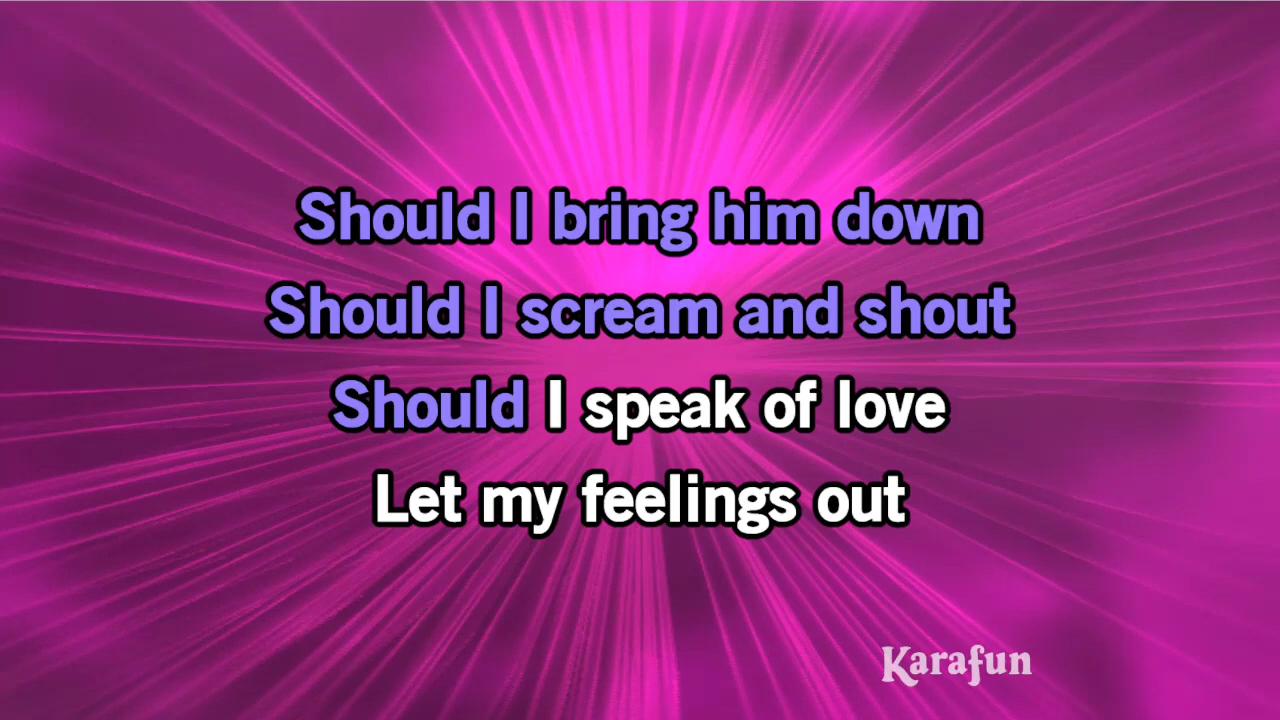 Should I bring him down
Should I scream and shout
Should I speak of love
Let my feelings out
Karafun